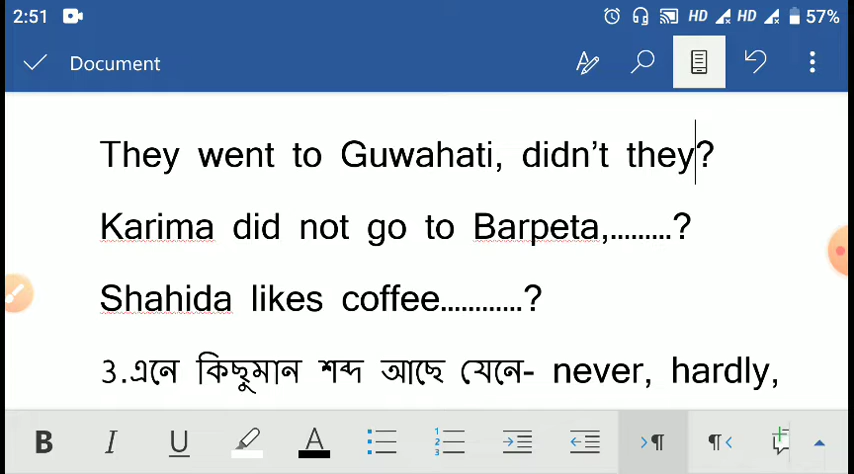 2:51 HD HD 57%
Document
They went to Guwahati, didn't they?
Karima did not go to Barpeta,.........?
Shahida likes coffee............?
3.এনে কিছুমান শব্দ আছে যেনে- never, hardly,
B I U A